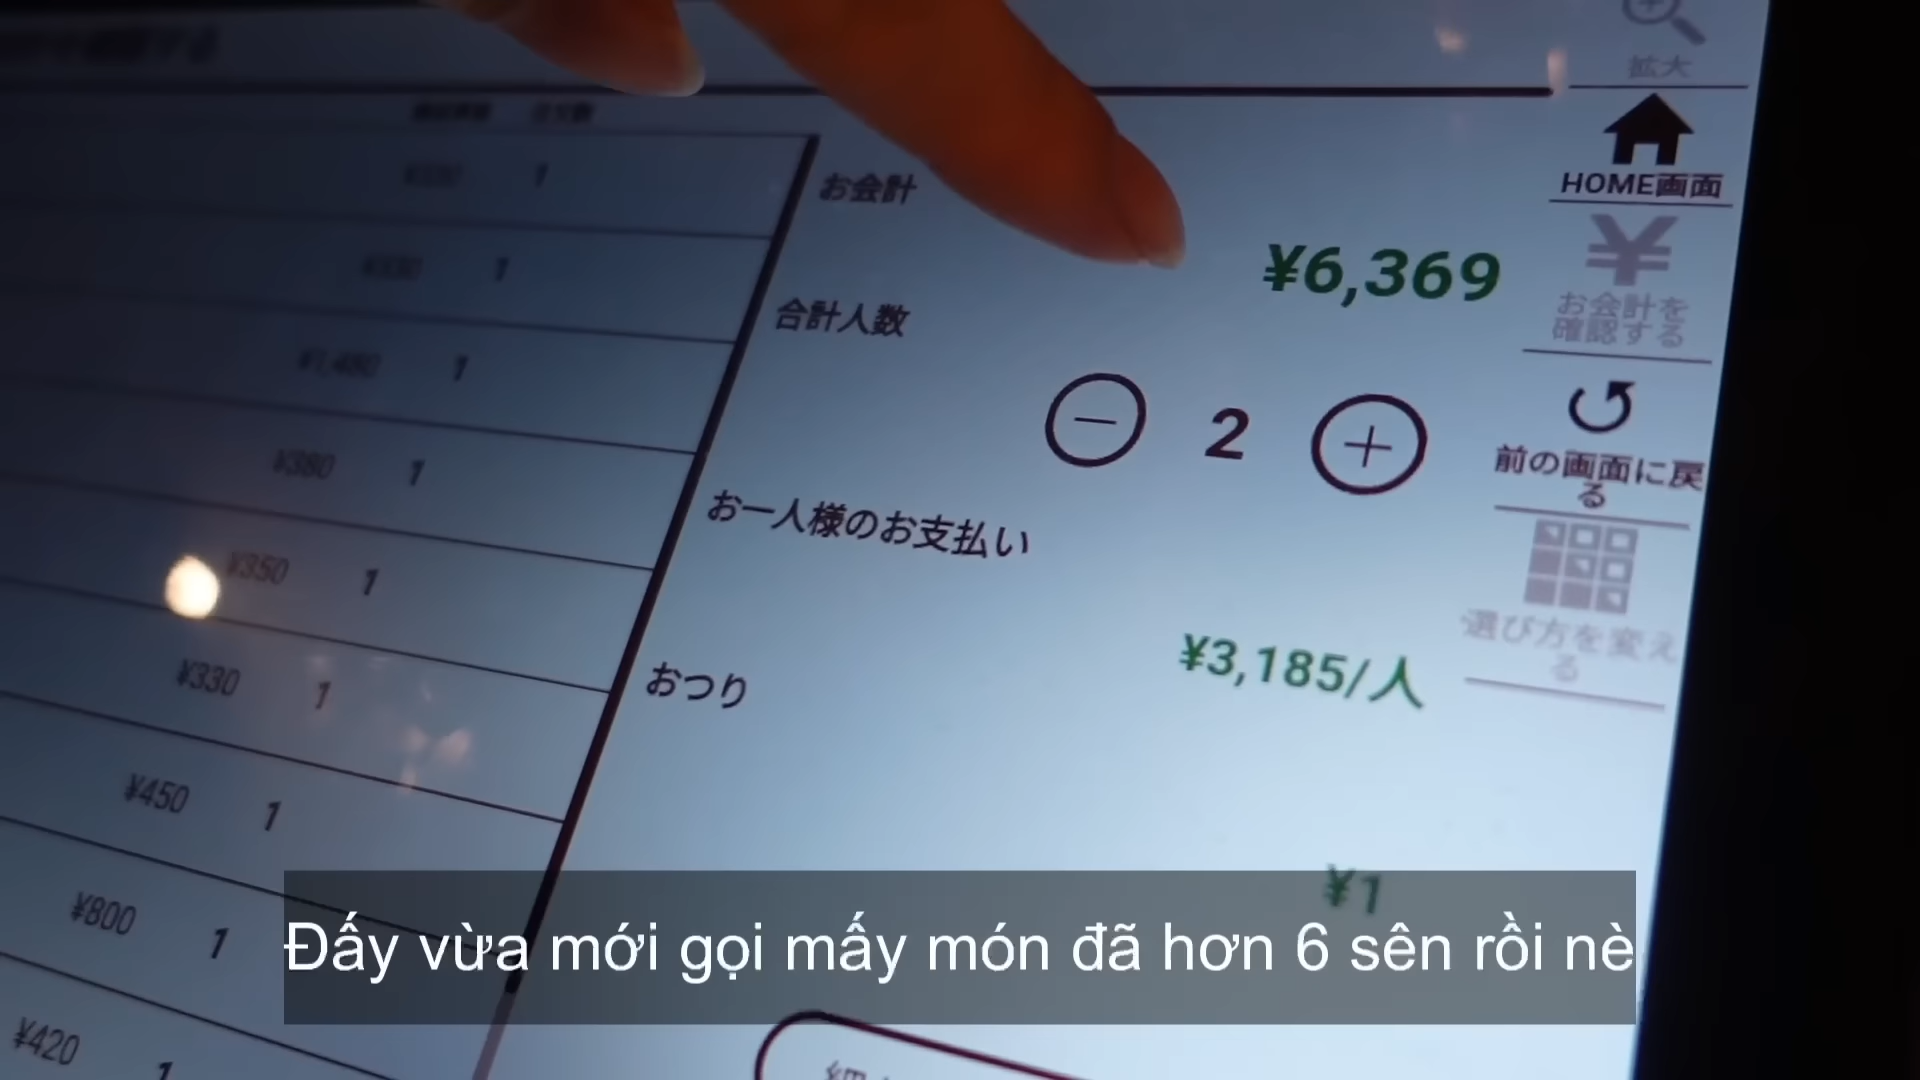 拡大
お会計
¥6,369
合計人数
2
お一人様のお支払い
¥3,185/人
おつり
¥1
HOME画面
¥
お会計を
確認する
前の画面に戻
る
選び方を変え
る
1
1
¥1,480 1
¥380 1
¥350 1
¥330 1
¥450 1
¥800 1
¥420 1
Đấy vừa mới gọi mấy món đã hơn 6 sên rồi nè